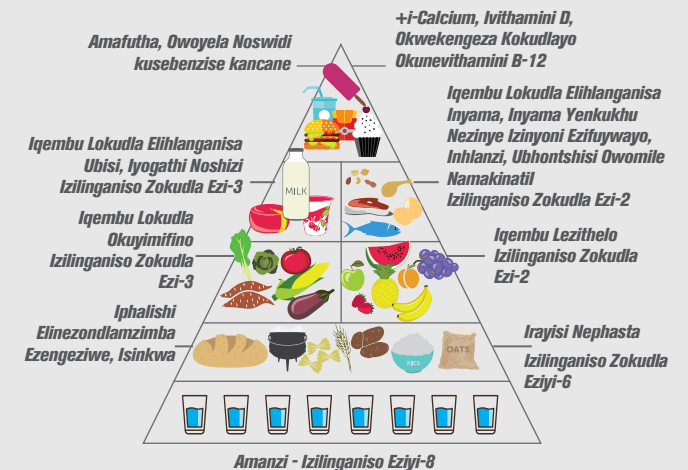 Amafutha, Owoyela Noswidi
kusebenzise kancane
+i-Calcium, Ivithamini D,
Okwekengeza Kokudlayo
Okunevithamini B-12
Iqembu Lokudla Elihlanganisa
Inyama, Inyama Yenkukhu
Nezinye Izinyoni Ezifuywayo,
Inhlanzi, Ubhontshisi Owomile
Namakinatil
Izilinganiso Zokudla Ezi-2
Iqembu Lokudla Elihlanganisa
Ubisi, Iyogathi Noshizi
Izilinganiso Zokudla Ezi-3
MILK
Iqembu Lokudla
Okuyimifino
Izilinganiso Zokudla
Ezi-3
Iqembu Lezithelo
Izilinganiso Zokudla
Ezi-2
Iphalishi
Elinezondlamzimba
Ezengeziwe, Isinkwa
RICE
OATS
Irayisi Nephasta
Izilinganiso Zokudla
Eziyi-6
Amanzi - Izilinganiso Eziyi-8